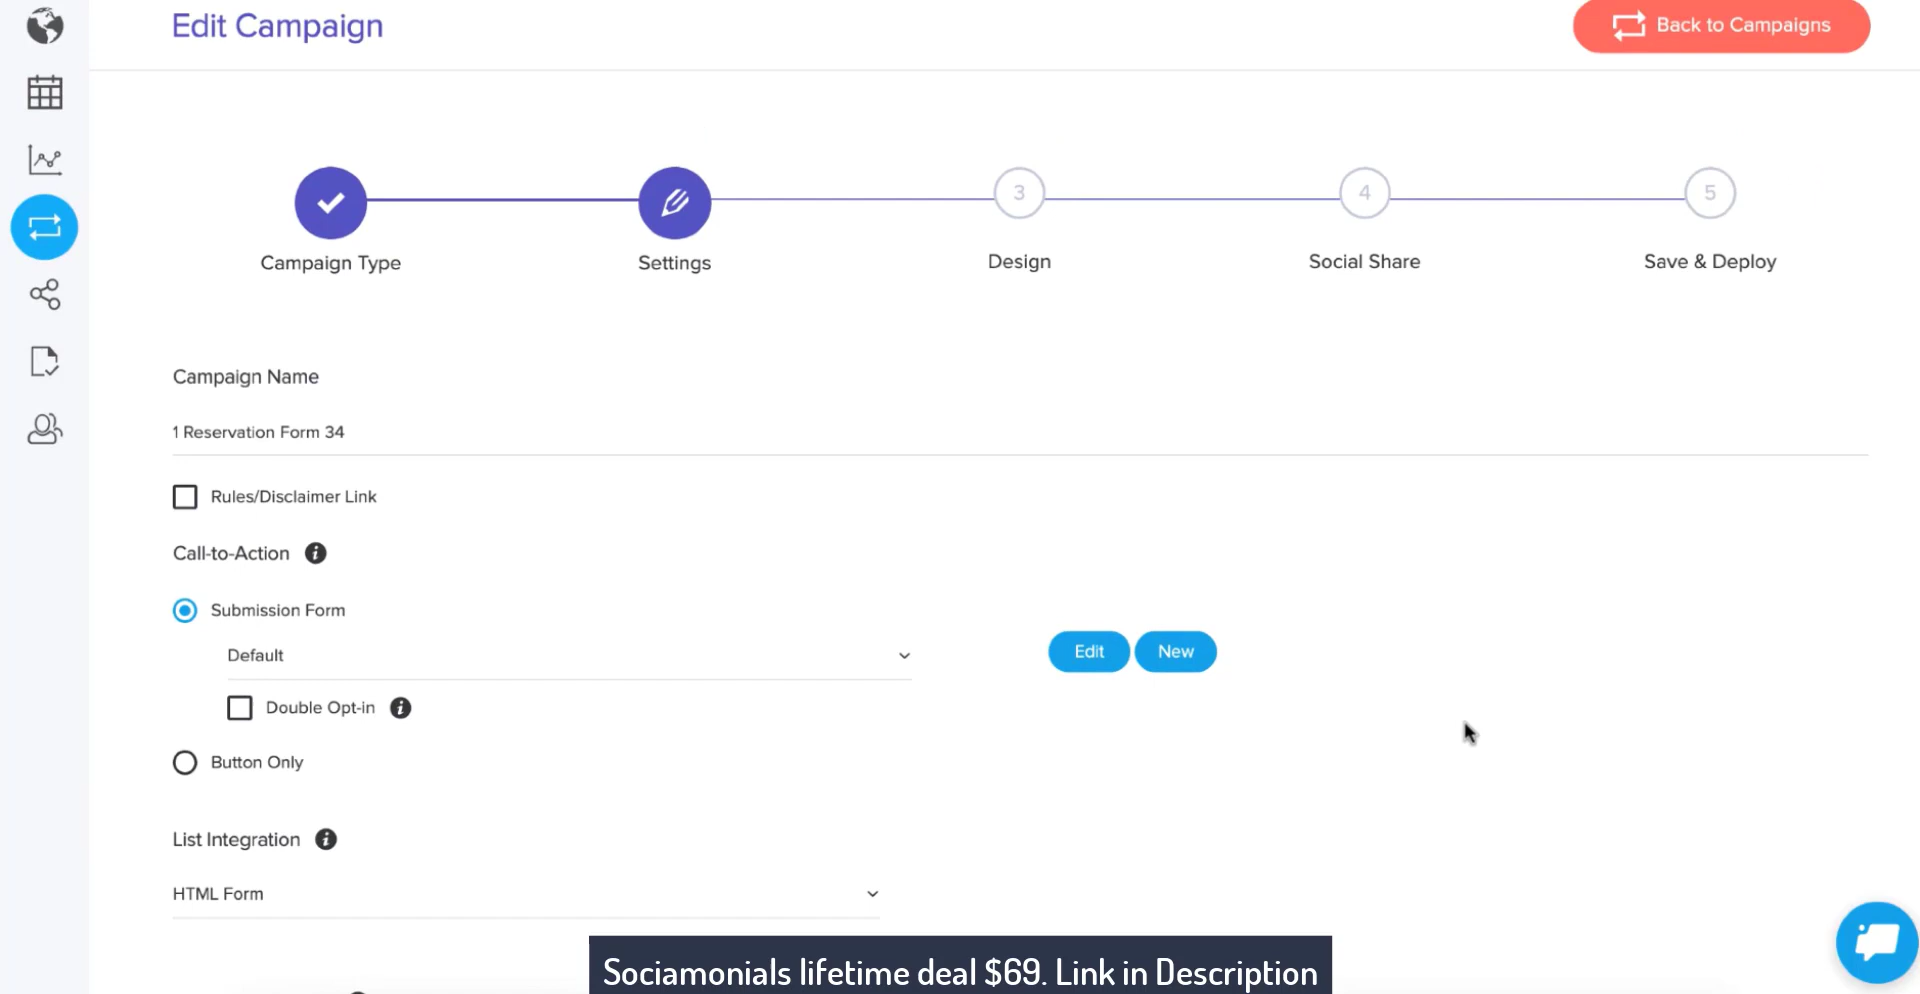 Edit Campaign
Back to Campaigns
3
4
5
Campaign Type
Settings
Design
Social Share
Save & Deploy
Campaign Name
1 Reservation Form 34
Rules/Disclaimer Link
Call-to-Action i
Submission Form
Default
Edit
New
Double Opt-in i
Button Only
List Integration i
HTML Form
Sociamonials lifetime deal $69. Link in Description